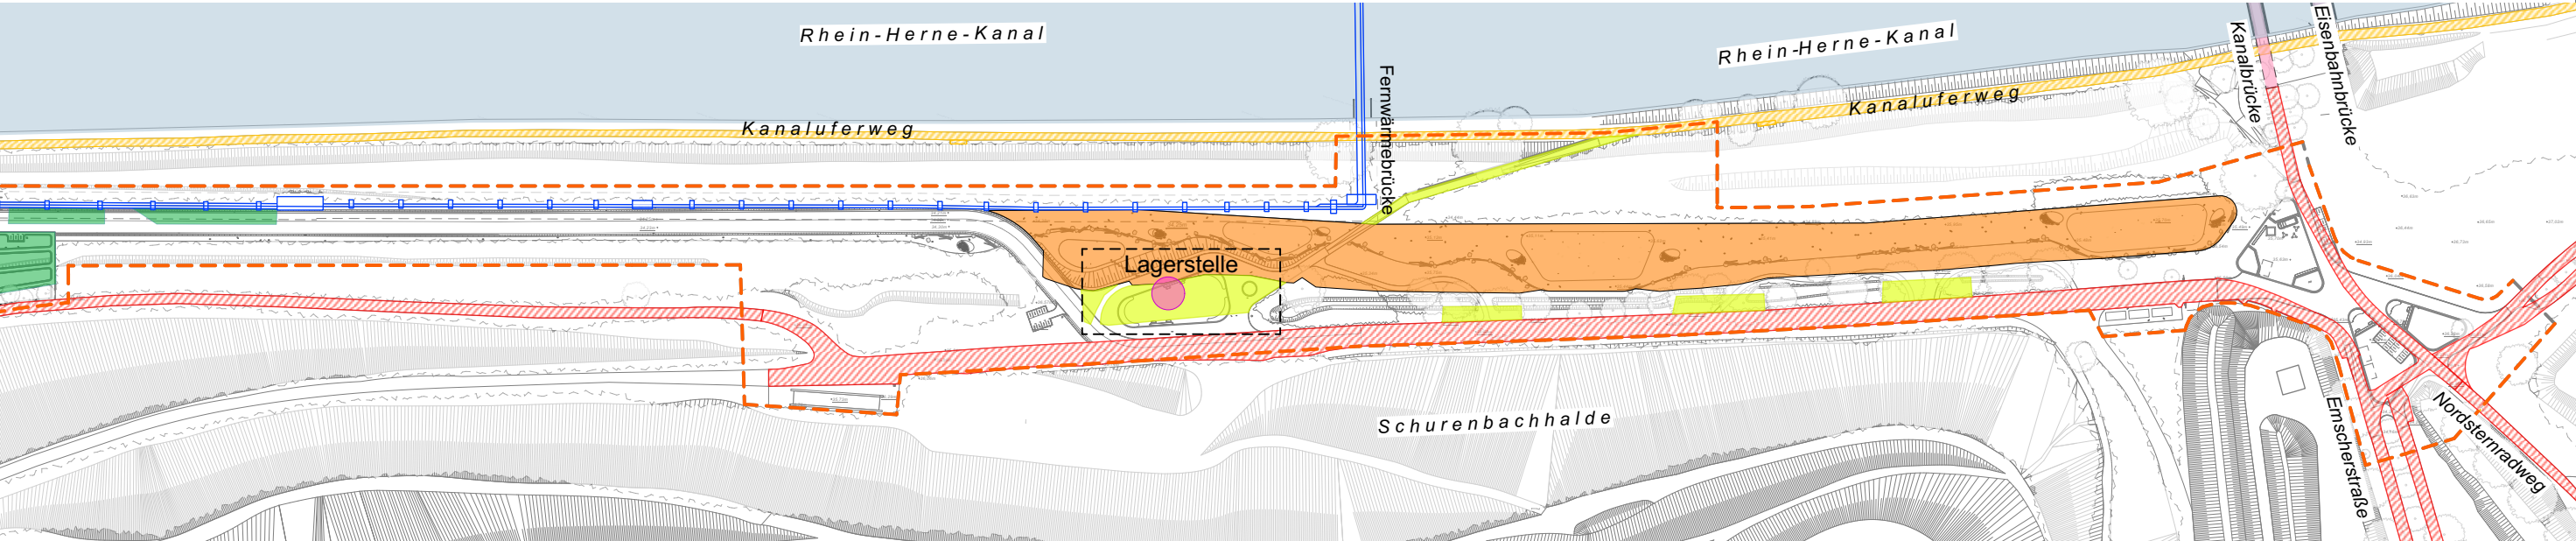 Rhein-Herne-Kanal
Rhein-Herne-Kanal
Kanalbrücke
Eisenbahnbrücke
Fernwärmebrücke
Kanaluferweg
Kanaluferweg
Lagerstelle
Schurenbachhalde
Emscherstraße
Nordsternradweg